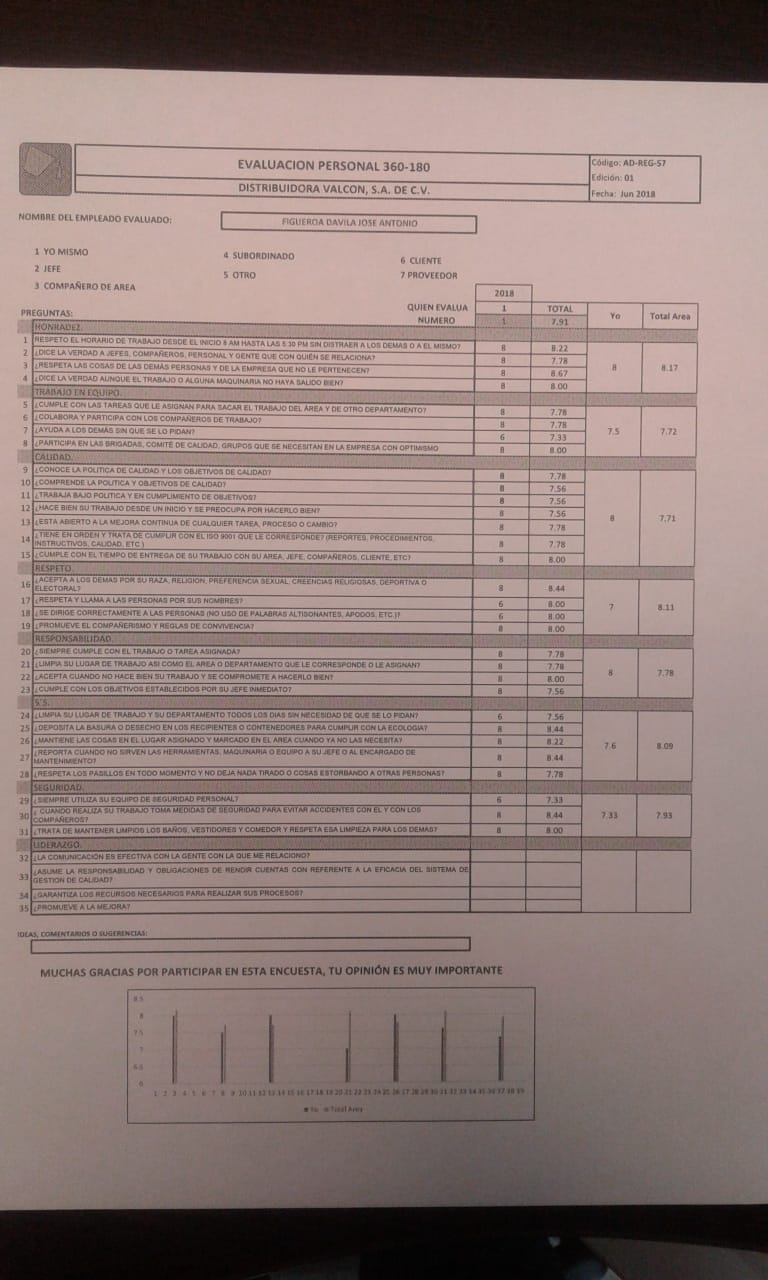 EVALUACION PERSONAL 360-180
DISTRIBUIDORA VALCON, S.A. DE C.V.
Código: AD-REG-57
Edición: 01
Fecha: Jun 2018
NOMBRE DEL EMPLEADO EVALUADO: FIGUEROA DAVILA JOSE ANTONIO
1 YO MISMO 4 SUBORDINADO 6 CLIENTE
2 JEFE 5 OTRO 7 PROVEEDOR
3 COMPAÑERO DE AREA
2018
QUIEN EVALUA 1 TOTAL Yo Total Area
PREGUNTAS: NUMERO 1 7.91
HONRADEZ.
1 RESPETO EL HORARIO DE TRABAJO DESDE EL INICIO 8 AM HASTA LAS 5:30 PM SIN DISTRAER A LOS DEMAS O A EL MISMO? 8 8.22
2 ¿DICE LA VERDAD A JEFES, COMPAÑEROS, PERSONAL Y GENTE QUE CON QUIÉN SE RELACIONA? 8 7.78
3 ¿RESPETA LAS COSAS DE LAS DEMÁS PERSONAS Y DE LA EMPRESA QUE NO LE PERTENECEN? 8 8.67
4 ¿DICE LA VERDAD AUNQUE EL TRABAJO O ALGUNA MAQUINARIA NO HAYA SALIDO BIEN? 8 8.00
8 8.17
TRABAJO EN EQUIPO.
5 ¿CUMPLE CON LAS TAREAS QUE LE ASIGNAN PARA SACAR EL TRABAJO DEL ÁREA Y DE OTRO DEPARTAMENTO? 8 7.78
6 ¿COLABORA Y PARTICIPA CON LOS COMPAÑEROS DE TRABAJO? 8 7.78
7 ¿AYUDA A LOS DEMÁS SIN QUE SE LO PIDAN? 6 7.33
8 ¿PARTICIPA EN LAS BRIGADAS, COMITÉ DE CALIDAD, GRUPOS QUE SE NECESITAN EN LA EMPRESA CON OPTIMISMO 8 8.00
7.5 7.72
CALIDAD.
9 ¿CONOCE LA POLITICA DE CALIDAD Y LOS OBJETIVOS DE CALIDAD? 8 7.78
10 ¿COMPRENDE LA POLITICA Y OBJETIVOS DE CALIDAD? 8 7.56
11 ¿TRABAJA BAJO POLITICA Y EN CUMPLIMIENTO DE OBJETIVOS? 8 7.56
12 ¿HACE BIEN SU TRABAJO DESDE UN INICIO Y SE PREOCUPA POR HACERLO BIEN? 8 7.56
13 ¿ESTA ABIERTO A LA MEJORA CONTINUA DE CUALQUIER TAREA, PROCESO O CAMBIO? 8 7.78
14 ¿TIENE EN ORDEN Y TRATA DE CUMPLIR CON EL ISO 9001 QUE LE CORRESPONDE? (REPORTES, PROCEDIMIENTOS,
INSTRUCTIVOS, CALIDAD, ETC.) 8 7.78
15 ¿CUMPLE CON EL TIEMPO DE ENTREGA DE SU TRABAJO CON SU AREA, JEFE, COMPAÑEROS, CLIENTE, ETC? 8 8.00
8 7.71
RESPETO.
16 ¿ACEPTA A LOS DEMAS POR SU RAZA, RELIGION, PREFERENCIA SEXUAL, CREENCIAS RELIGIOSAS, DEPORTIVA O
ELECTORAL? 8 8.44
17 ¿RESPETA Y LLAMA A LAS PERSONAS POR SUS NOMBRES? 6 8.00
18 ¿SE DIRIGE CORRECTAMENTE A LAS PERSONAS (NO USO DE PALABRAS ALTISONANTES, APODOS, ETC.)? 6 8.00
19 ¿PROMUEVE EL COMPAÑERISMO Y REGLAS DE CONVIVENCIA? 8 8.00
7 8.11
RESPONSABILIDAD.
20 ¿SIEMPRE CUMPLE CON EL TRABAJO O TAREA ASIGNADA? 8 7.78
21 ¿LIMPIA SU LUGAR DE TRABAJO ASI COMO EL AREA O DEPARTAMENTO QUE LE CORRESPONDE O LE ASIGNAN? 8 7.78
22 ¿ACEPTA CUANDO NO HACE BIEN SU TRABAJO Y SE COMPROMETE A HACERLO BIEN? 8 8.00
23 ¿CUMPLE CON LOS OBJETIVOS ESTABLECIDOS POR SU JEFE INMEDIATO? 8 7.56
8 7.78
5'S.
24 ¿LIMPIA SU LUGAR DE TRABAJO Y SU DEPARTAMENTO TODOS LOS DIAS SIN NECESIDAD DE QUE SE LO PIDAN? 6 7.56
25 ¿DEPOSITA LA BASURA O DESECHO EN LOS RECIPIENTES O CONTENEDORES PARA CUMPLIR CON LA ECOLOGIA? 8 8.44
26 ¿MANTIENE LAS COSAS EN EL LUGAR ASIGNADO Y MARCADO EN EL AREA CUANDO YA NO LAS NECESITA? 8 8.22
27 ¿REPORTA CUANDO NO SIRVEN LAS HERRAMIENTAS, MAQUINARIA O EQUIPO A SU JEFE O AL ENCARGADO DE
MANTENIMIENTO? 8 8.44
28 ¿RESPETA LOS PASILLOS EN TODO MOMENTO Y NO DEJA NADA TIRADO O COSAS ESTORBANDO A OTRAS PERSONAS? 8 7.78
7.6 8.09
SEGURIDAD.
29 ¿SIEMPRE UTILIZA SU EQUIPO DE SEGURIDAD PERSONAL? 6 7.33
30 ¿ CUANDO REALIZA SU TRABAJO TOMA MEDIDAS DE SEGURIDAD PARA EVITAR ACCIDENTES CON EL Y CON LOS
COMPAÑEROS? 8 8.44
31 ¿TRATA DE MANTENER LIMPIOS LOS BAÑOS, VESTIDORES Y COMEDOR Y RESPETA ESA LIMPIEZA PARA LOS DEMAS? 8 8.00
7.33 7.93
LIDERAZGO.
32 ¿LA COMUNICACIÓN ES EFECTIVA CON LA GENTE CON LA QUE ME RELACIONO?
33 ¿ASUME LA RESPONSABILIDAD Y OBLIGACIONES DE RENDIR CUENTAS CON REFERENTE A LA EFICACIA DEL SISTEMA DE
GESTION DE CALIDAD?
34 ¿GARANTIZA LOS RECURSOS NECESARIOS PARA REALIZAR SUS PROCESOS?
35 ¿PROMUEVE A LA MEJORA?
IDEAS, COMENTARIOS O SUGERENCIAS:
MUCHAS GRACIAS POR PARTICIPAR EN ESTA ENCUESTA, TU OPINIÓN ES MUY IMPORTANTE
8.5
8
7.5
7
6.5
6
1 2 3 4 5 6 7 8 9 10 11 12 13 14 15 16 17 18 19 20 21 22 23 24 25 26 27 28 29 30 31 32 33 34 35 36 37 38 39
Yo Total Area